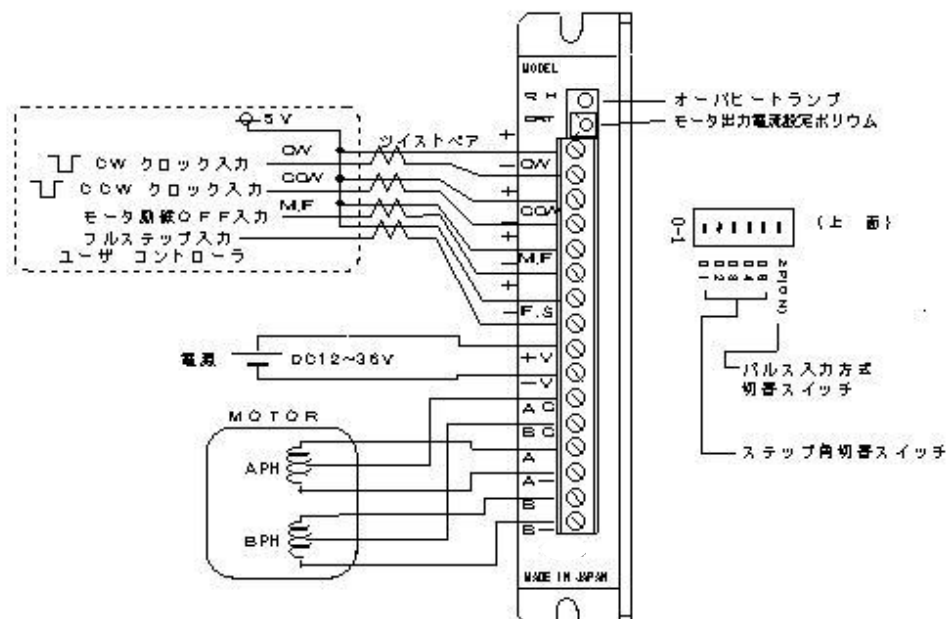 MODEL
オーバヒートランプ
モータ出力電流設定ボリウム
5V
ツイストペア
CW
CW クロック入力
CCW
CCW クロック入力
M.F
モータ励磁OFF入力
フルステップ入力
ユーザ コントローラ
+
-
CW
+
CCW
-
+
-
M.F
+
-
F.S
電源
DC12~36V
+V
-V
AC
BC
A
A-
B
B-
MOTOR
APH
BPH
MADE IN JAPAN
0-1
(上 面)
パルス入力方式
切替スイッチ
ステップ角切替スイッチ